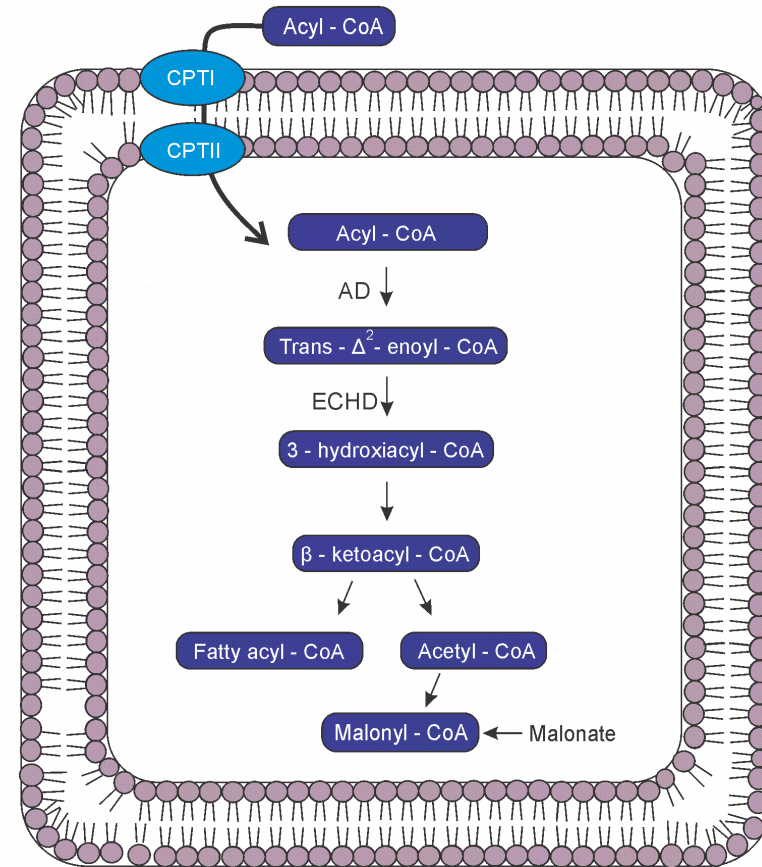 Acyl - CoA
CPTI
CPTII
Acyl - CoA
AD
Trans - Δ² - enoyl - CoA
ECHD
3 - hydroxiacyl - CoA
β - ketoacyl - CoA
Fatty acyl - CoA
Acetyl - CoA
Malonyl - CoA
Malonate